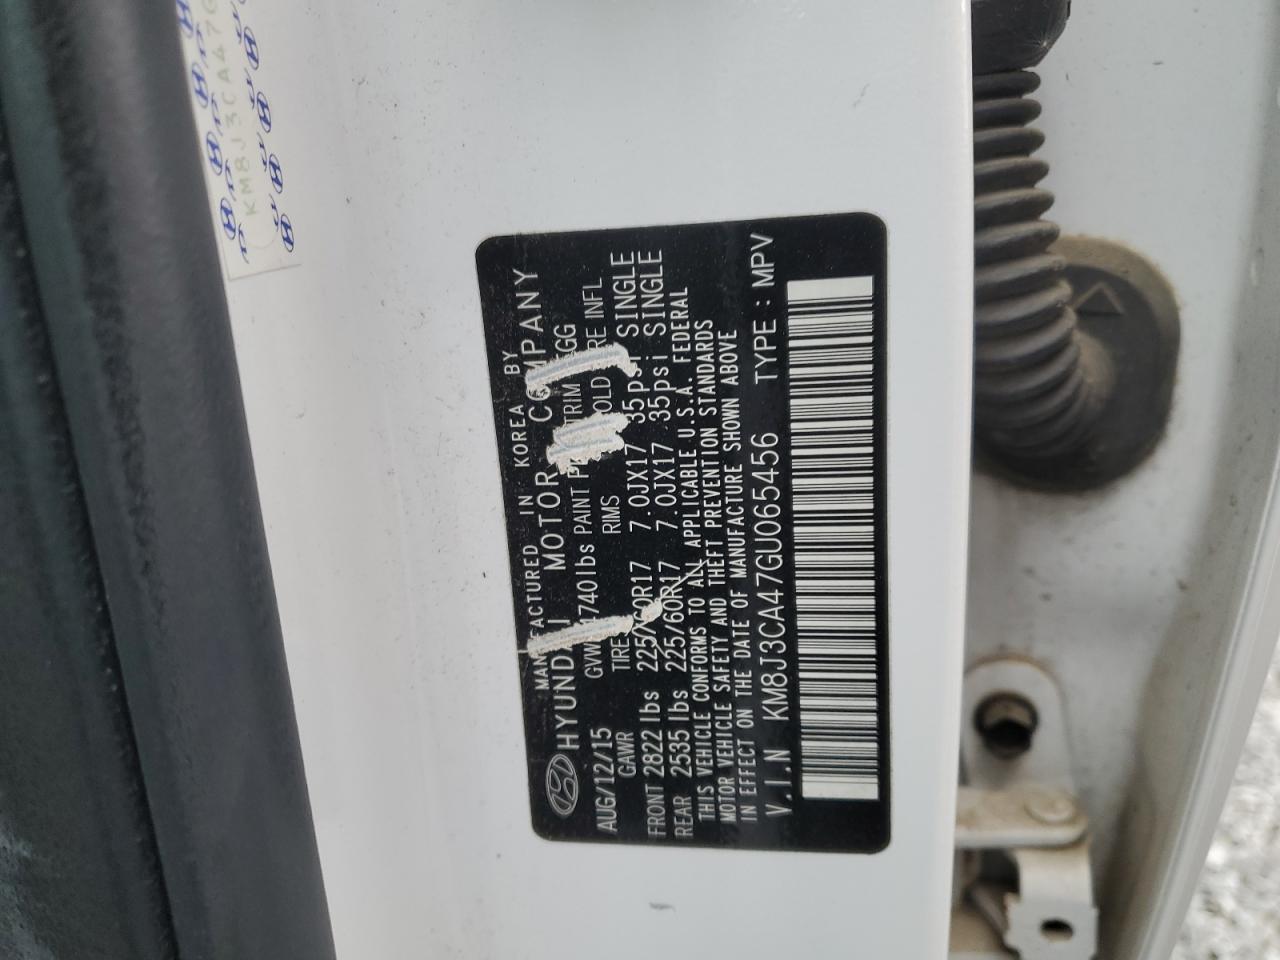 MANUFACTURED IN KOREA BY
HYUNDAI MOTOR COMPANY
AUG/12/15 GVW 740lbs PAINT TRIM GG
GAWR TIRES RIMS COLD TIRE INFL
FRONT 2822 lbs 225/60R17 7.0JX17 35psi SINGLE
REAR 2535 lbs 225/60R17 7.0JX17 35psi SINGLE
THIS VEHICLE CONFORMS TO ALL APPLICABLE U.S.A. FEDERAL
MOTOR VEHICLE SAFETY AND THEFT PREVENTION STANDARDS
IN EFFECT ON THE DATE OF MANUFACTURE SHOWN ABOVE
V.I.N KM8J3CA47GU065456 TYPE : MPV
KM8J3CA47G